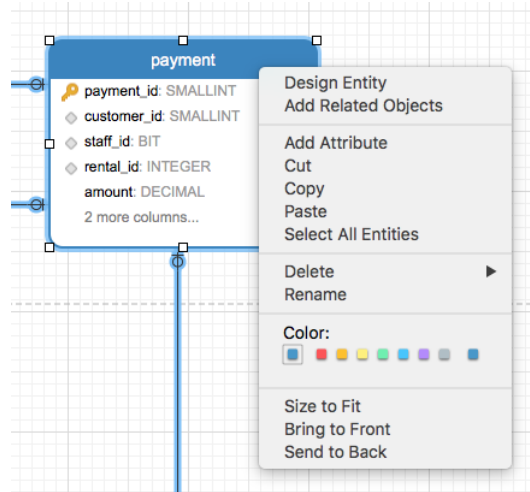 payment
payment_id: SMALLINT
customer_id: SMALLINT
staff_id: BIT
rental_id: INTEGER
amount: DECIMAL
2 more columns...
Design Entity
Add Related Objects
Add Attribute
Cut
Copy
Paste
Select All Entities
Delete
Rename
Color:
Size to Fit
Bring to Front
Send to Back